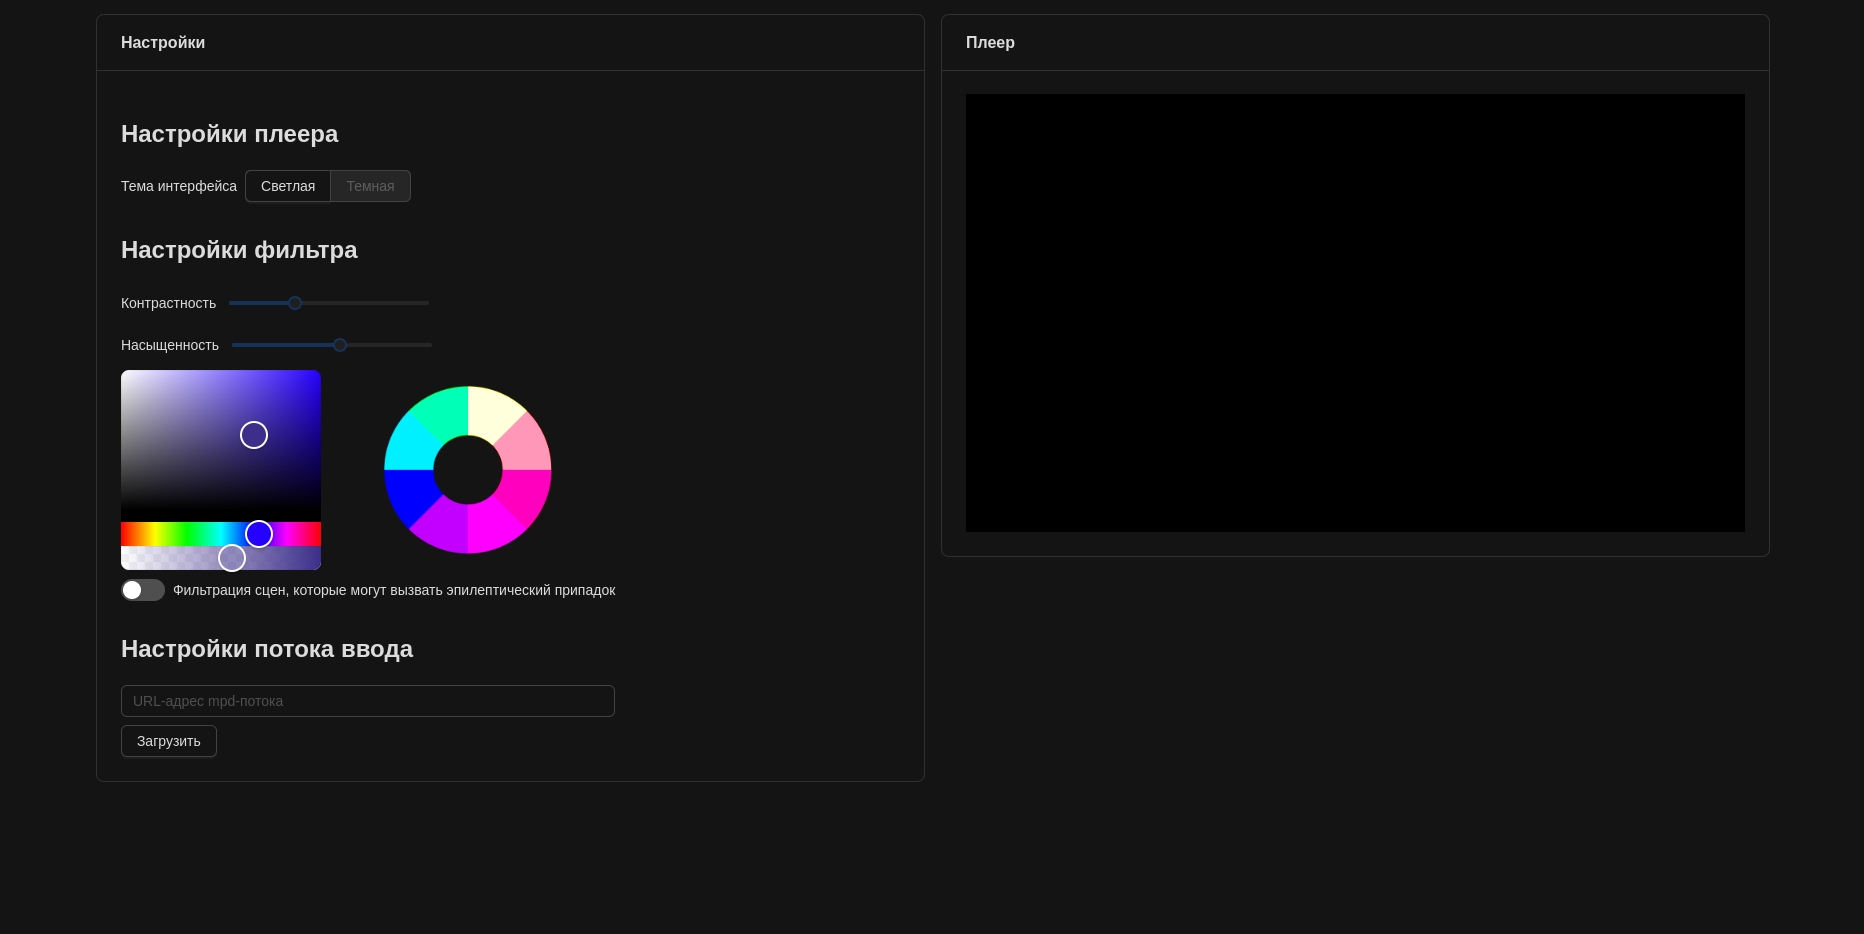 Настройки
Настройки плеера
Тема интерфейса Светлая Темная
Настройки фильтра
Контрастность
Насыщенность
Фильтрация сцен, которые могут вызвать эпилептический припадок
Настройки потока ввода
URL-адрес mpd-потока
Загрузить
Плеер